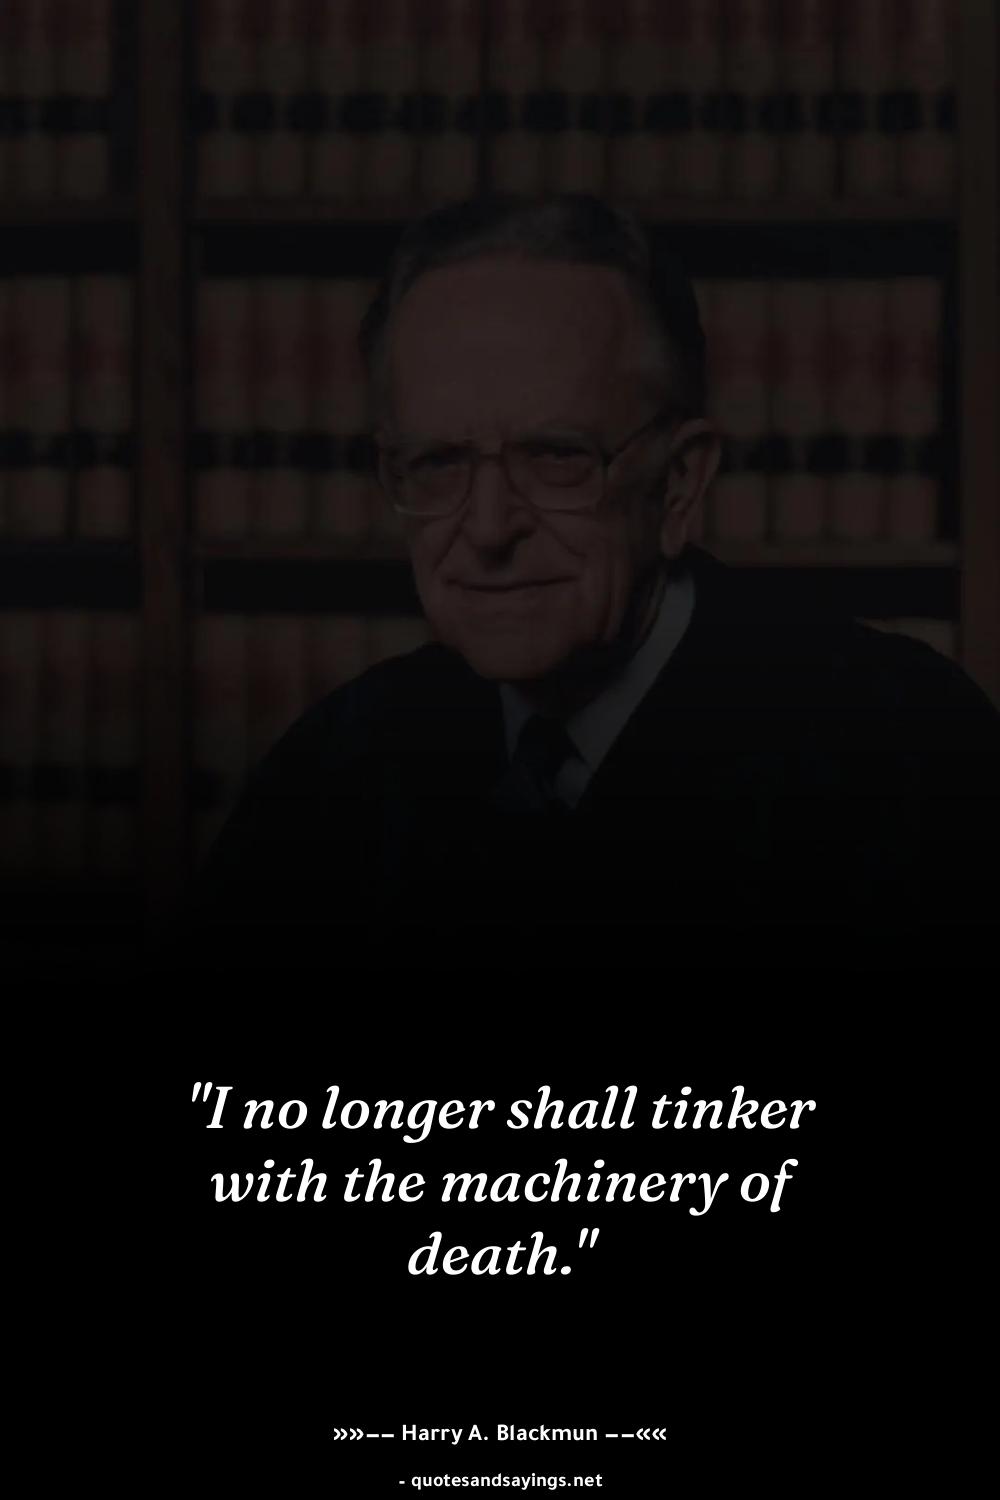 "I no longer shall tinker
with the machinery of
death."
»»–– Harry A. Blackmun ––««
- quotesandsayings.net